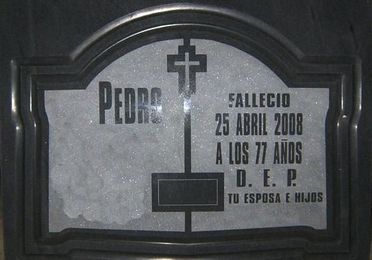 PEDRO
FALLECIO
25 ABRIL 2008
A LOS 77 AÑOS
D. E. P.
TU ESPOSA E HIJOS